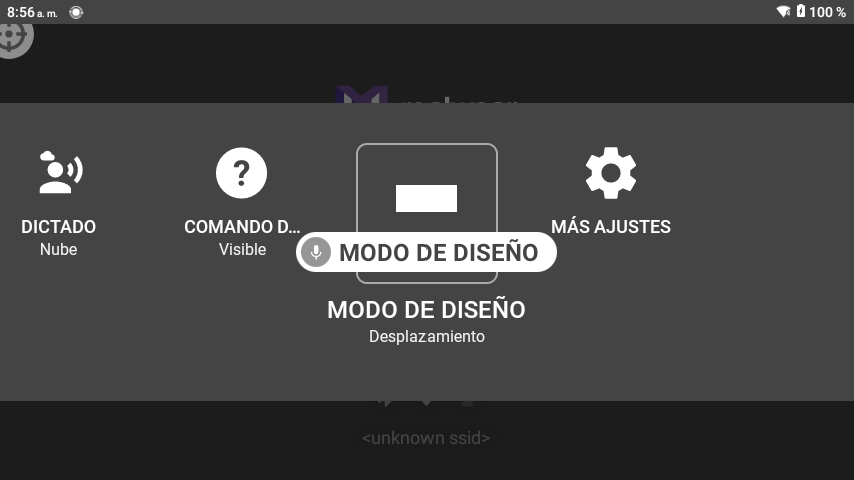 8:56 a. m.
100 %
DICTADO
Nube
COMANDO D...
Visible
MÁS AJUSTES
MODO DE DISEÑO
MODO DE DISEÑO
Desplazamiento
<unknown ssid>